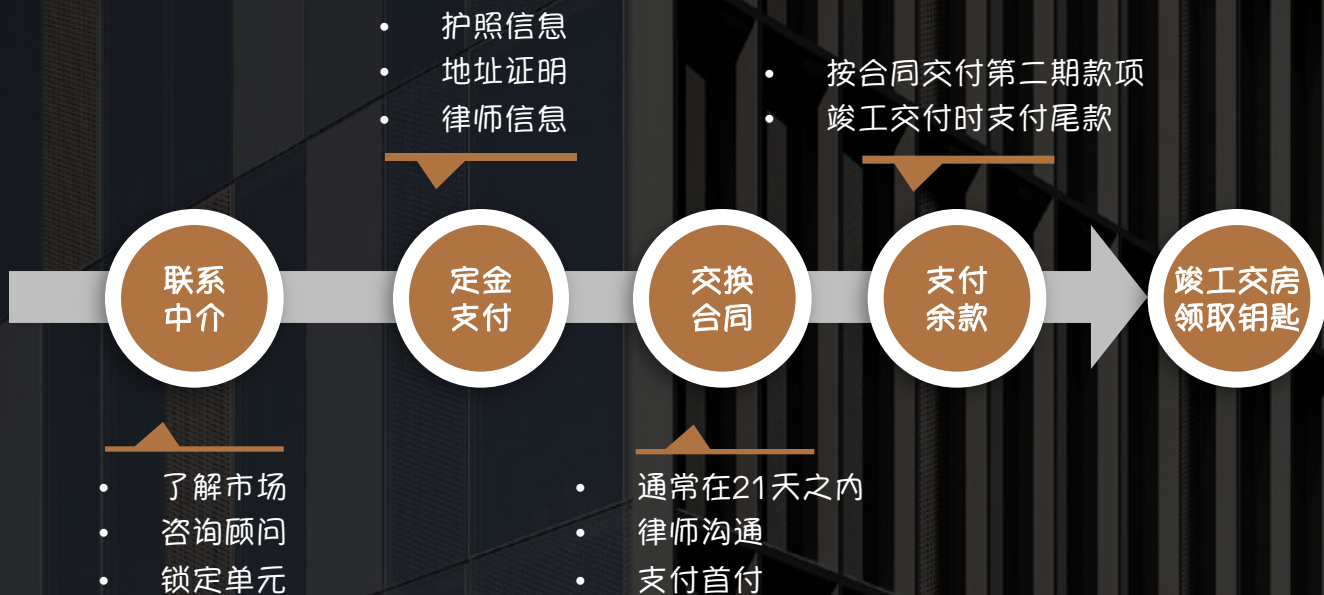 护照信息
地址证明
律师信息
按合同交付第二期款项
竣工交付时支付尾款
联系
中介
定金
支付
交换
合同
支付
余款
竣工交房
领取钥匙
了解市场
咨询顾问
锁定单元
通常在21天之内
律师沟通
支付首付